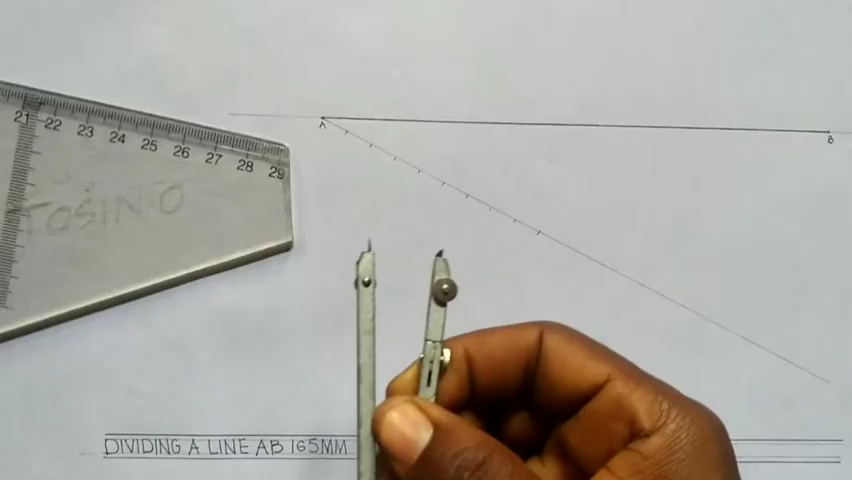 21 22 23 24 25 26 27 28 29
TOSIN.O
A
B
DIVIDING A LINE AB 165MM